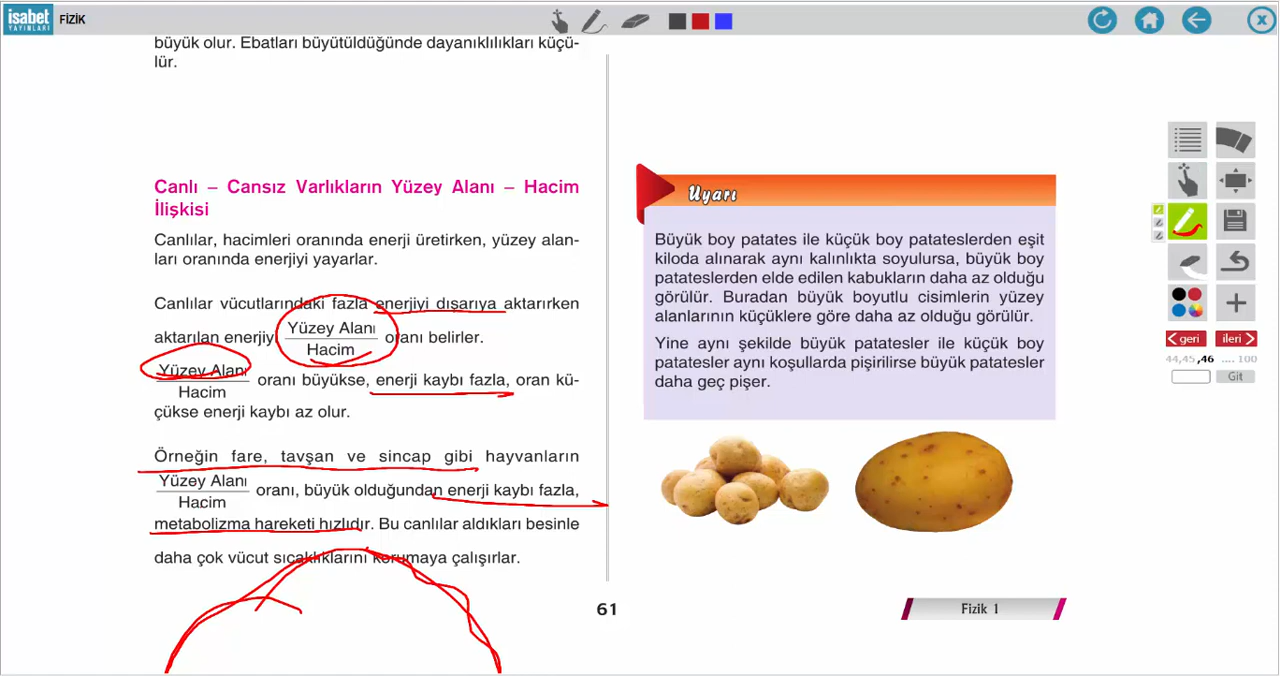 isabet
YAYINLARI
FİZİK
büyük olur. Ebatları büyütüldüğünde dayanıklılıkları küçü-
lür.
Canlı – Cansız Varlıkların Yüzey Alanı – Hacim
İlişkisi
Canlılar, hacimleri oranında enerji üretirken, yüzey alan-
ları oranında enerjiyi yayarlar.
Canlılar vücutlarındaki fazla enerjiyi dışarıya aktarırken
aktarılan enerjiyi Yüzey Alanı / Hacim oranı belirler.
Yüzey Alanı / Hacim oranı büyükse, enerji kaybı fazla, oran kü-
çükse enerji kaybı az olur.
Örneğin fare, tavşan ve sincap gibi hayvanların
Yüzey Alanı / Hacim oranı, büyük olduğundan enerji kaybı fazla,
metabolizma hareketi hızlıdır. Bu canlılar aldıkları besinle
daha çok vücut sıcaklıklarını korumaya çalışırlar.
61
Uyarı
Büyük boy patates ile küçük boy patateslerden eşit
kiloda alınarak aynı kalınlıkta soyulursa, büyük boy
patateslerden elde edilen kabukların daha az olduğu
görülür. Buradan büyük boyutlu cisimlerin yüzey
alanlarının küçüklere göre daha az olduğu görülür.
Yine aynı şekilde büyük patatesler ile küçük boy
patatesler aynı koşullarda pişirilirse büyük patatesler
daha geç pişer.
Fizik 1
geri
ileri
44,45 ,46 .... 100
Git